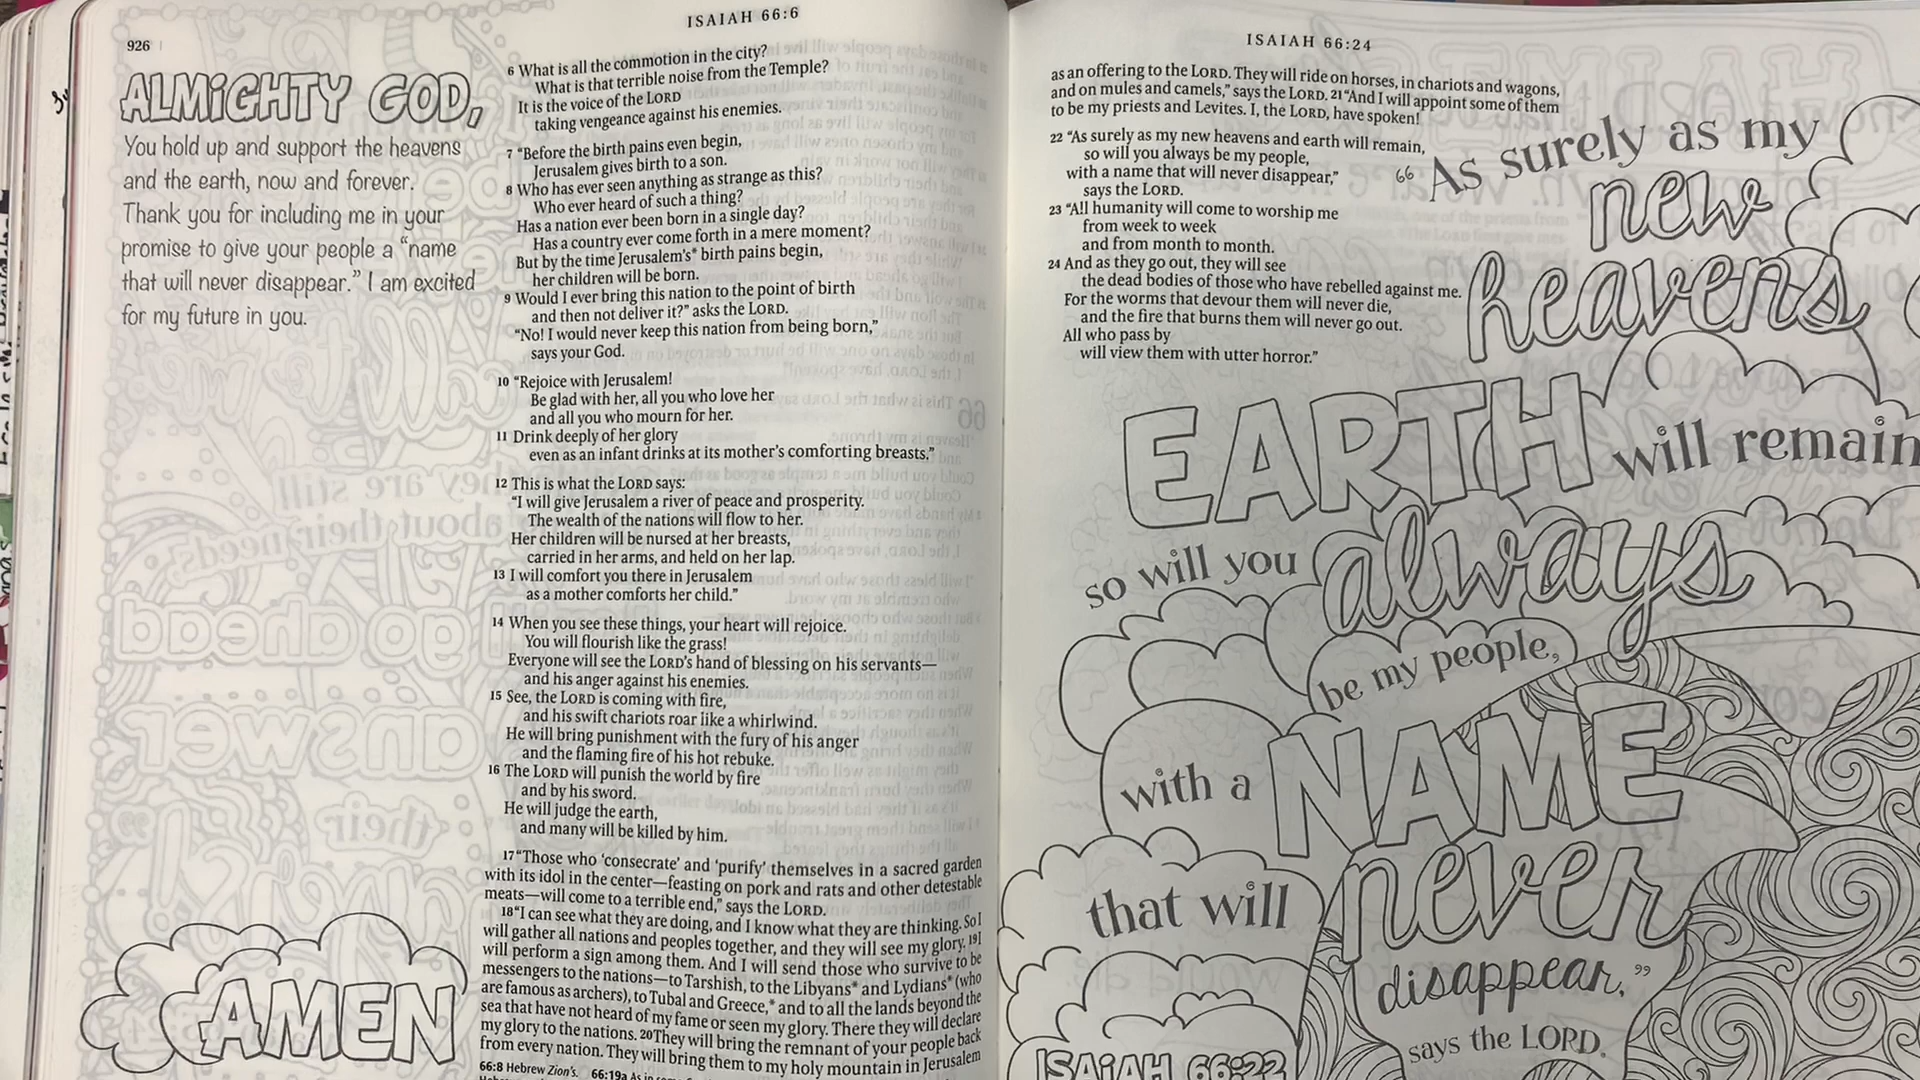 926
ISAIAH 66:6
ALMIGHTY GOD,
You hold up and support the heavens
and the earth, now and forever.
Thank you for including me in your
promise to give your people a “name
that will never disappear.” I am excited
for my future in you.
AMEN
6 What is all the commotion in the city?
What is that terrible noise from the Temple?
It is the voice of the LORD
taking vengeance against his enemies.
7 “Before the birth pains even begin,
Jerusalem gives birth to a son.
8 Who has ever seen anything as strange as this?
Who ever heard of such a thing?
Has a nation ever been born in a single day?
Has a country ever come forth in a mere moment?
But by the time Jerusalem’s* birth pains begin,
her children will be born.
9 Would I ever bring this nation to the point of birth
and then not deliver it?” asks the LORD.
“No! I would never keep this nation from being born,”
says your God.
10 “Rejoice with Jerusalem!
Be glad with her, all you who love her
and all you who mourn for her.
11 Drink deeply of her glory
even as an infant drinks at its mother’s comforting breasts.”
12 This is what the LORD says:
“I will give Jerusalem a river of peace and prosperity.
The wealth of the nations will flow to her.
Her children will be nursed at her breasts,
carried in her arms, and held on her lap.
13 I will comfort you there in Jerusalem
as a mother comforts her child.”
14 When you see these things, your heart will rejoice.
You will flourish like the grass!
Everyone will see the LORD’s hand of blessing on his servants—
and his anger against his enemies.
15 See, the LORD is coming with fire,
and his swift chariots roar like a whirlwind.
He will bring punishment with the fury of his anger
and the flaming fire of his hot rebuke.
16 The LORD will punish the world by fire
and by his sword.
He will judge the earth,
and many will be killed by him.
17 “Those who ‘consecrate’ and ‘purify’ themselves in a sacred garden
with its idol in the center—feasting on pork and rats and other detestable
meats—will come to a terrible end,” says the LORD.
18 “I can see what they are doing, and I know what they are thinking. So I
will gather all nations and peoples together, and they will see my glory. 19 I
will perform a sign among them. And I will send those who survive to be
messengers to the nations—to Tarshish, to the Libyans* and Lydians* (who
are famous as archers), to Tubal and Greece,* and to all the lands beyond the
sea that have not heard of my fame or seen my glory. There they will declare
my glory to the nations. 20 They will bring the remnant of your people back
from every nation. They will bring them to my holy mountain in Jerusalem
66:8 Hebrew Zion’s. 66:19a As in
ISAIAH 66:24
as an offering to the LORD. They will ride on horses, in chariots and wagons,
and on mules and camels,” says the LORD. 21 “And I will appoint some of them
to be my priests and Levites. I, the LORD, have spoken!
22 “As surely as my new heavens and earth will remain,
so will you always be my people,
with a name that will never disappear,”
says the LORD.
23 “All humanity will come to worship me
from week to week
and from month to month.
24 And as they go out, they will see
the dead bodies of those who have rebelled against me.
For the worms that devour them will never die,
and the fire that burns them will never go out.
All who pass by
will view them with utter horror.”
“As surely as my
new
heavens
EARTH will remain
so will you always
be my people,
with a NAME
that will never
disappear,”
says the LORD.
ISAIAH 66:22